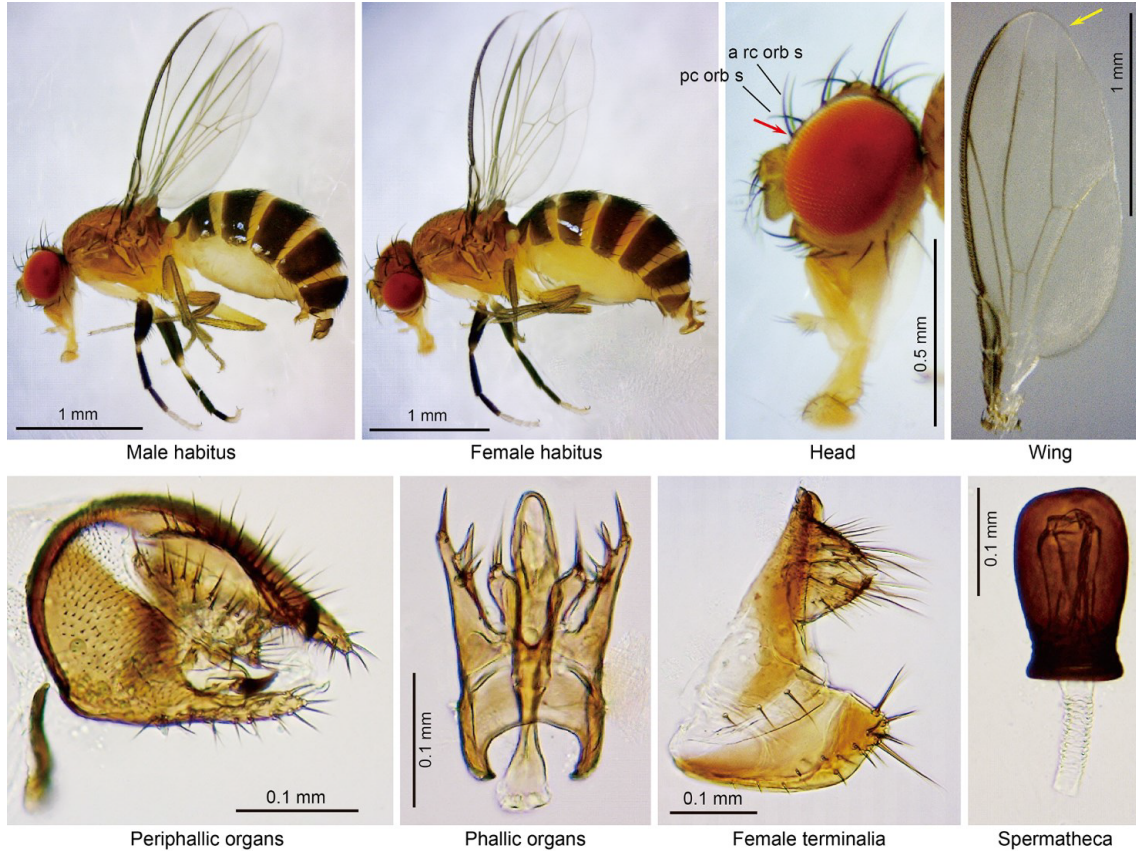 1 mm
Male habitus
1 mm
Female habitus
a rc orb s
pc orb s
0.5 mm
Head
1 mm
Wing
0.1 mm
Periphallic organs
0.1 mm
Phallic organs
0.1 mm
Female terminalia
0.1 mm
Spermatheca